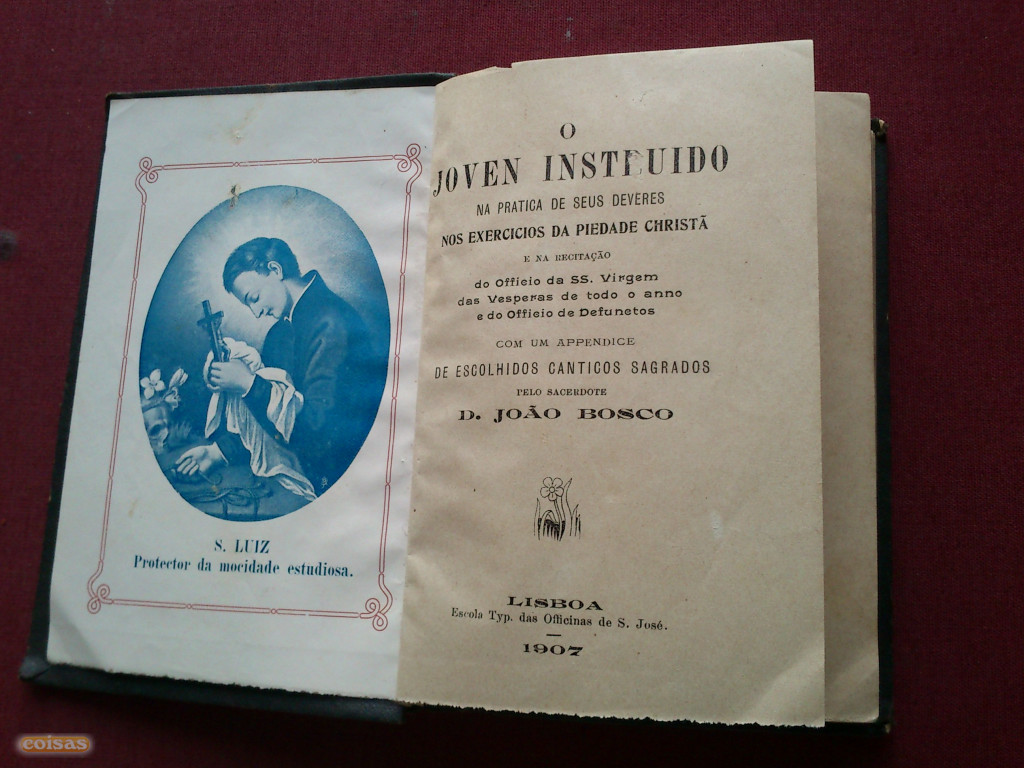 S. LUIZ
Protector da mocidade estudiosa.
O
JOVEN INSTRUIDO
NA PRATICA DE SEUS DEVERES
NOS EXERCICIOS DA PIEDADE CHRISTÃ
E NA RECITAÇÃO
do Officio da SS. Virgem
das Vesperas de todo o anno
e do Officio de Defunctos
COM UM APPENDICE
DE ESCOLHIDOS CANTICOS SAGRADOS
PELO SACERDOTE
D. JOÃO BOSCO
LISBOA
Escola Typ. das Officinas de S. José.
1907
coisas